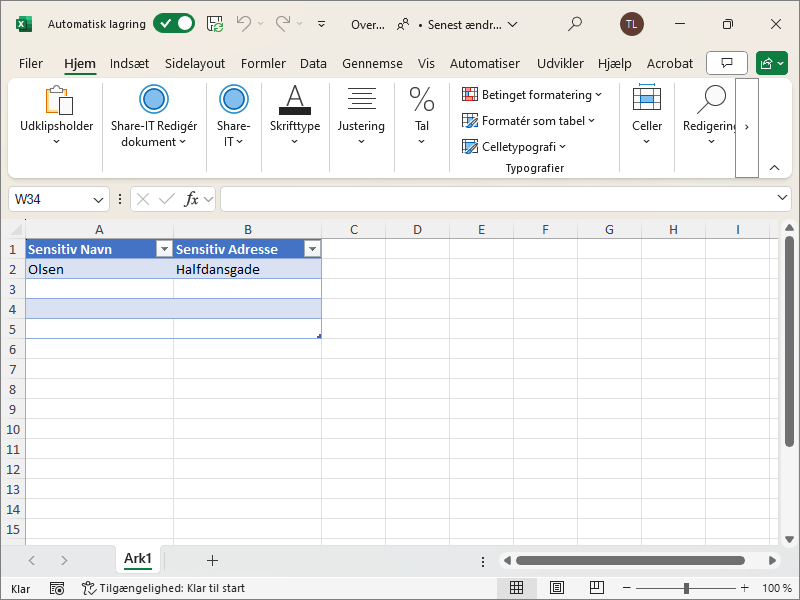 Automatisk lagring Over... • Senest ændr... TL
Filer Hjem Indsæt Sidelayout Formler Data Gennemse Vis Automatiser Udvikler Hjælp Acrobat
Udklipsholder
Share-IT Redigér dokument
Share-IT
Skrifttype
Justering
%
Tal
Betinget formatering
Formatér som tabel
Celletypografi
Typografier
Celler
Redigering
W34 fx
A B C D E F G H I
1 Sensitiv Navn Sensitiv Adresse
2 Olsen Halfdansgade
3
4
5
6
7
8
9
10
11
12
13
14
15
Ark1
Klar Tilgængelighed: Klar til start 100 %